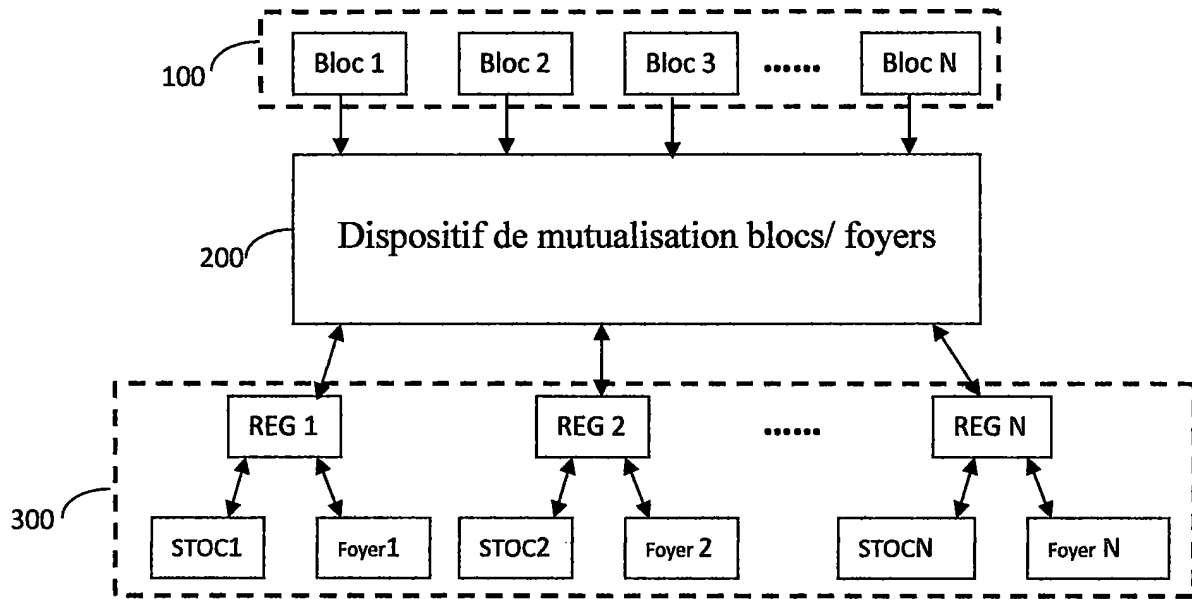 100
Bloc 1
Bloc 2
Bloc 3
......
Bloc N
200
Dispositif de mutualisation blocs/ foyers
300
REG 1
REG 2
......
REG N
STOC1
Foyer1
STOC2
Foyer 2
STOCN
Foyer N